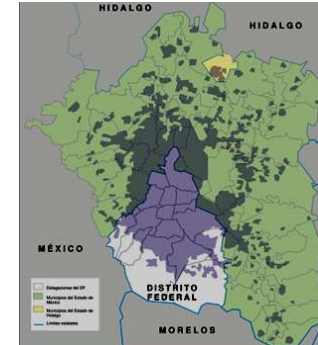 HIDALGO
HIDALGO
MÉXICO
Delegaciones del DF
Municipios del Estado de
México
Municipios del Estado de
Hidalgo
Límites estatales
DISTRITO
FEDERAL
MORELOS